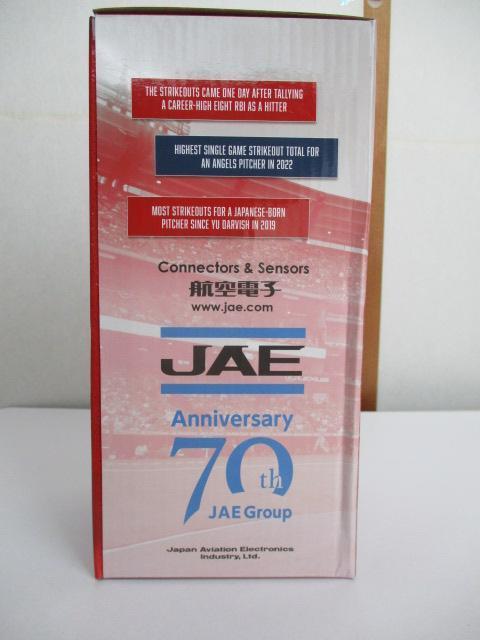 THE STRIKEOUTS CAME ONE DAY AFTER TALLYING
A CAREER-HIGH EIGHT RBI AS A HITTER
HIGHEST SINGLE GAME STRIKEOUT TOTAL FOR
AN ANGELS PITCHER IN 2022
MOST STRIKEOUTS FOR A JAPANESE-BORN
PITCHER SINCE YU DARVISH IN 2019
Connectors & Sensors
航空電子
www.jae.com
JAE
Anniversary
70th
JAE Group
Japan Aviation Electronics
Industry, Ltd.